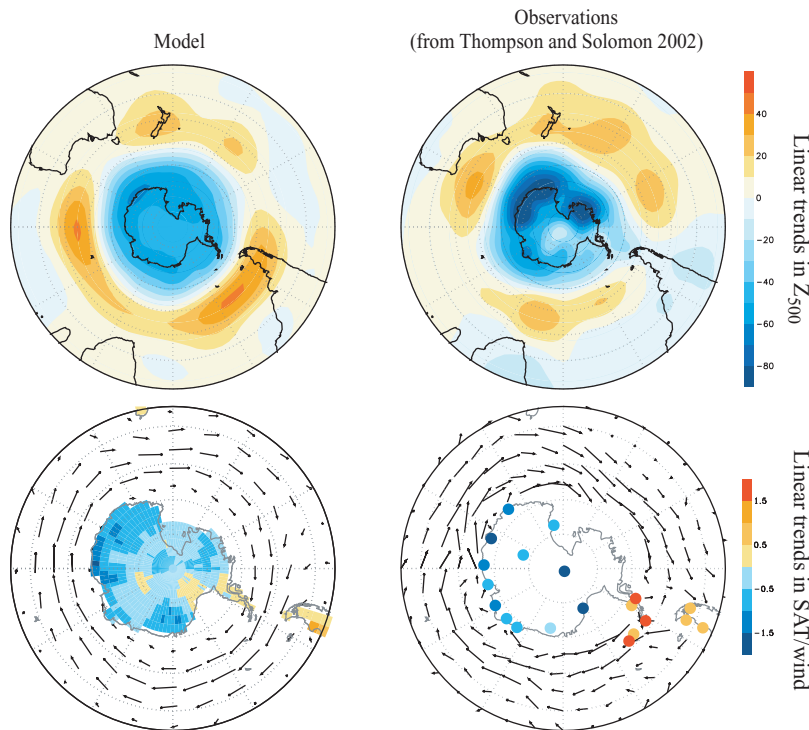 Observations
Model
(from Thompson and Solomon 2002)
40
20
0
-20
-40
-60
-80
Linear trends in Z500
1.5
0.5
-0.5
-1.5
Linear trends in SAT/wind